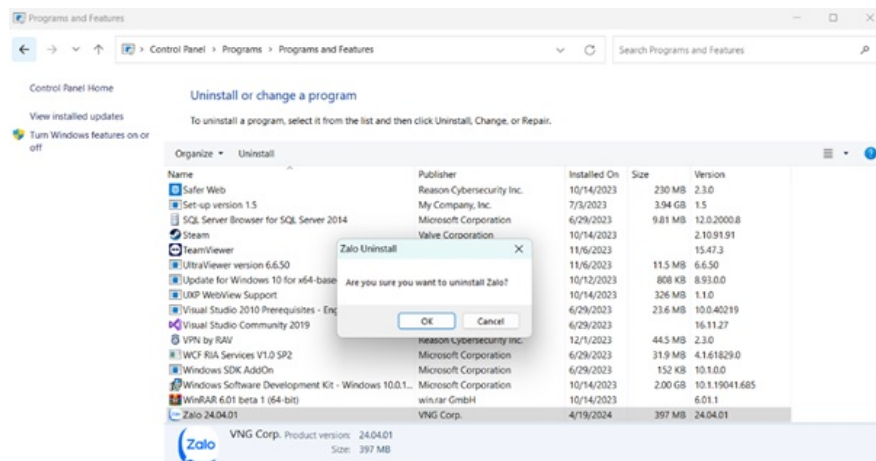 Programs and Features
Control Panel > Programs > Programs and Features
Search Programs and Features
Control Panel Home
View installed updates
Turn Windows features on or off
Uninstall or change a program
To uninstall a program, select it from the list and then click Uninstall, Change, or Repair.
Organize Uninstall
Name Publisher Installed On Size Version
Safer Web Reason Cybersecurity Inc. 10/14/2023 230 MB 2.3.0
Set-up version 1.5 My Company, Inc. 7/3/2023 3.94 GB 1.5
SQL Server Browser for SQL Server 2014 Microsoft Corporation 6/29/2023 9.81 MB 12.0.2000.8
Steam Valve Corporation 10/14/2023 2.10.91.91
TeamViewer 11/6/2023 15.47.3
UltraViewer version 6.6.50 11/6/2023 11.5 MB 6.6.50
Update for Windows 10 for x64-base 10/12/2023 808 KB 8.93.0.0
UXP WebView Support 10/14/2023 326 MB 1.1.0
Visual Studio 2010 Prerequisites - Eng 6/29/2023 23.6 MB 10.0.40219
Visual Studio Community 2019 6/29/2023 16.11.27
VPN by RAV Reason Cybersecurity Inc. 12/1/2023 44.5 MB 2.3.0
WCF RIA Services V1.0 SP2 Microsoft Corporation 6/29/2023 31.9 MB 4.1.61829.0
Windows SDK AddOn Microsoft Corporation 6/29/2023 152 KB 10.1.0.0
Windows Software Development Kit - Windows 10.0.1... Microsoft Corporation 10/14/2023 2.00 GB 10.1.19041.685
WinRAR 6.01 beta 1 (64-bit) win.rar GmbH 10/14/2023 6.01.1
Zalo 24.04.01 VNG Corp. 4/19/2024 397 MB 24.04.01
Zalo Uninstall
Are you sure you want to uninstall Zalo?
OK Cancel
Zalo
VNG Corp. Product version: 24.04.01
Size: 397 MB